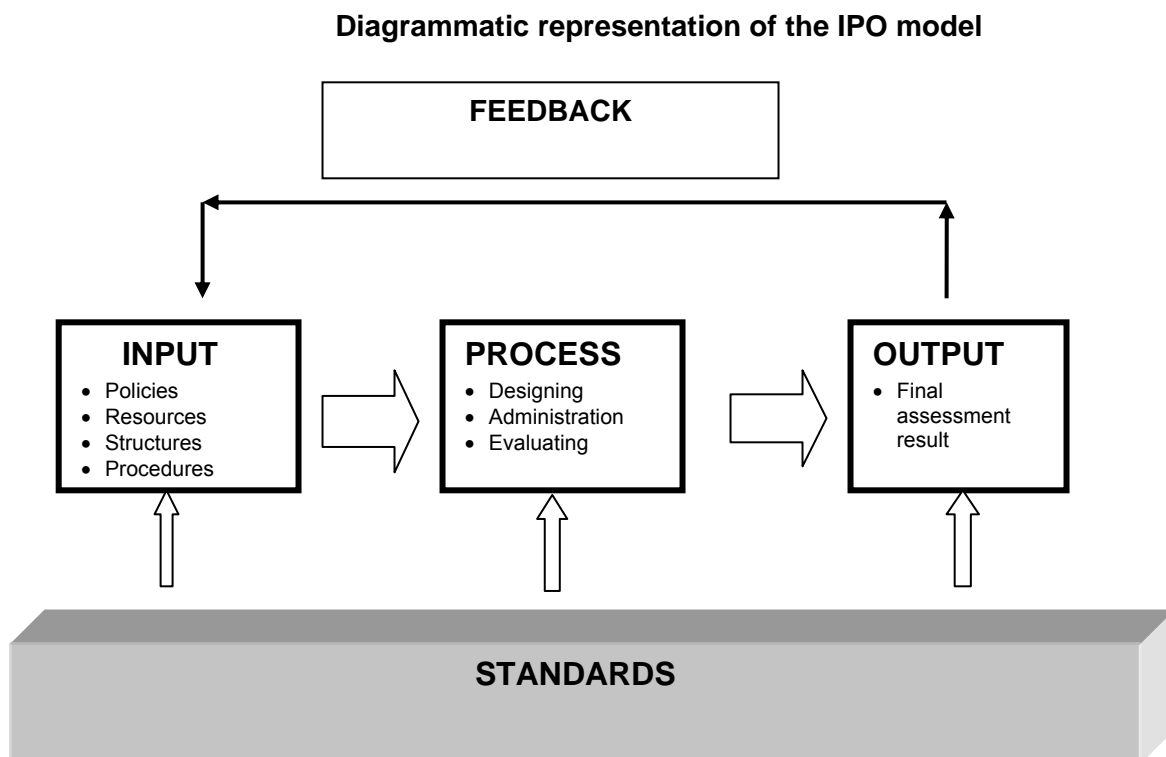 Diagrammatic representation of the IPO model
FEEDBACK
INPUT
• Policies
• Resources
• Structures
• Procedures
PROCESS
• Designing
• Administration
• Evaluating
OUTPUT
• Final
assessment
result
STANDARDS